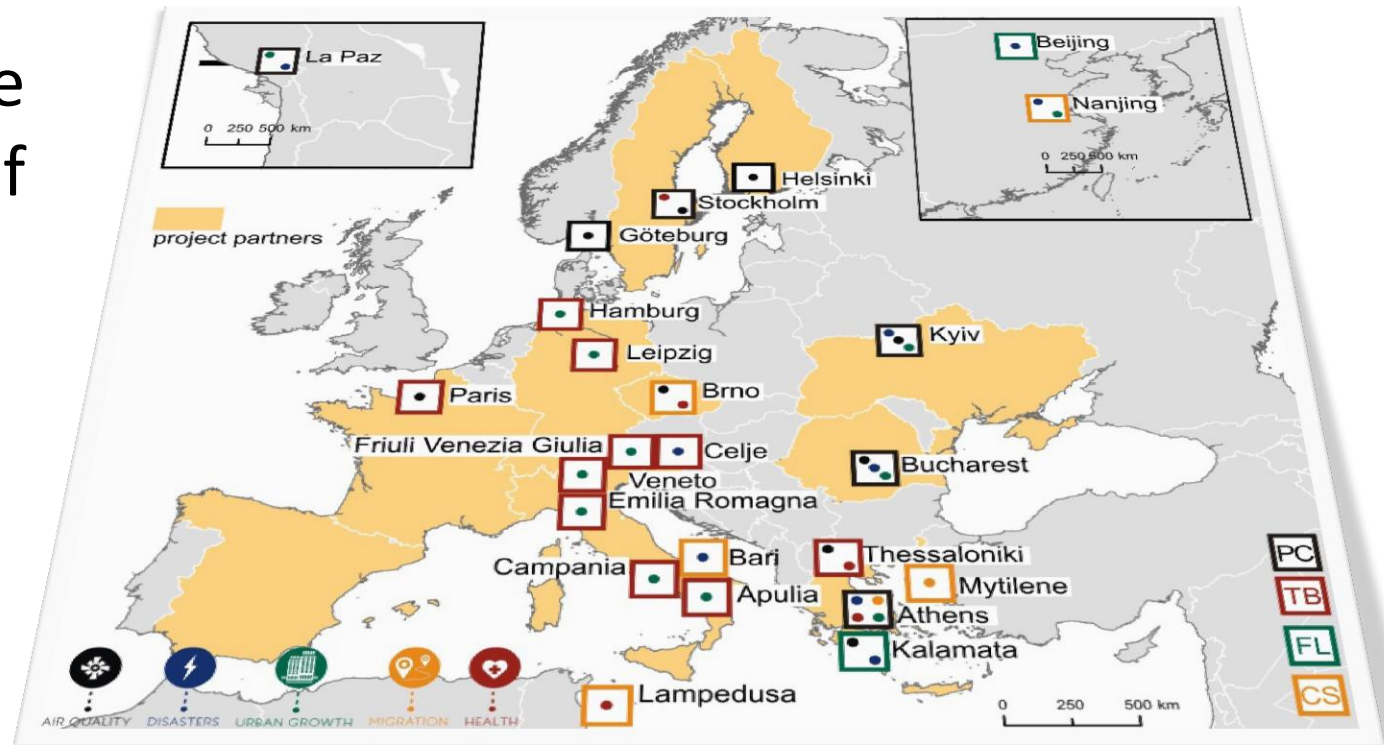 e
f
La Paz
0 250 500 km
Beijing
Nanjing
0 250 500 km
project partners
Helsinki
Stockholm
Göteburg
Hamburg
Leipzig
Kyiv
Paris
Brno
Friuli Venezia Giulia
Celje
Veneto
Emilia Romagna
Bucharest
Bari
Campania
Apulia
Thessaloniki
Mytilene
Athens
Kalamata
Lampedusa
PC
TB
FL
CS
AIR QUALITY
DISASTERS
URBAN GROWTH
MIGRATION
HEALTH
0 250 500 km